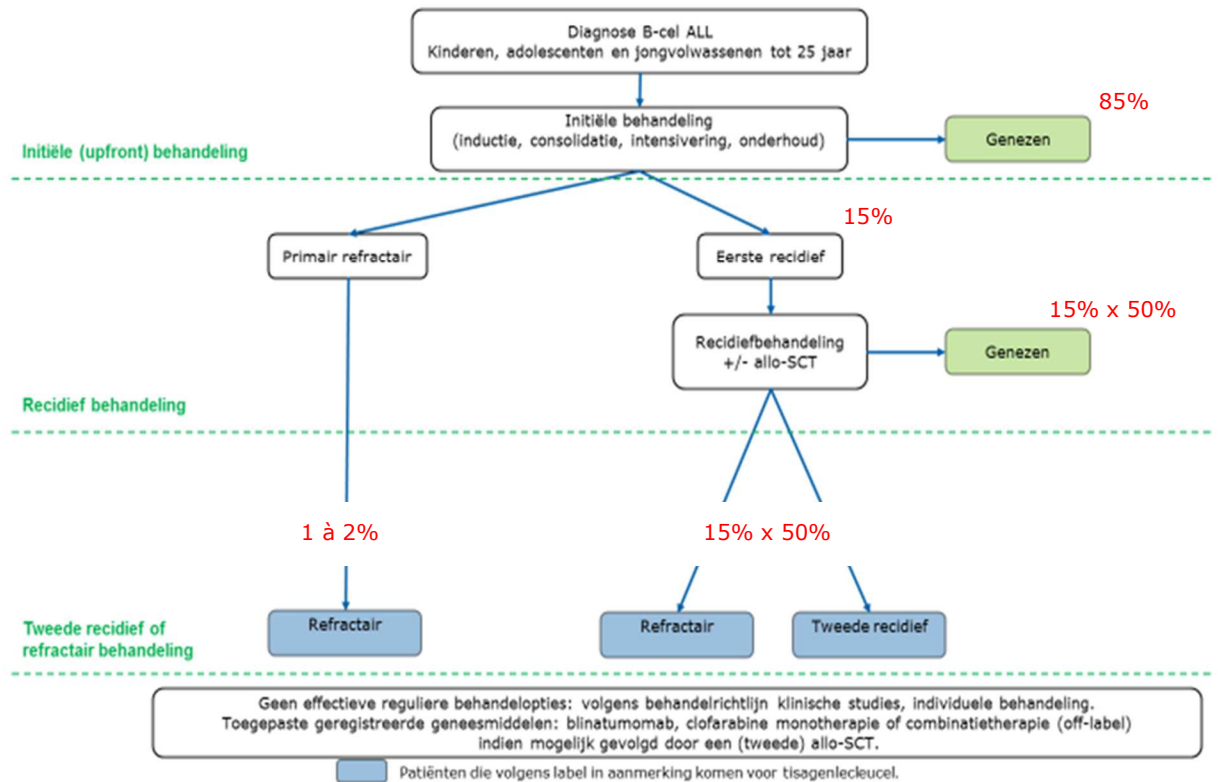 Diagnose B-cel ALL
Kinderen, adolescenten en jongvolwassenen tot 25 jaar
85%
Initiële behandeling
(inductie, consolidatie, intensivering, onderhoud)
Genezen
Initiële (upfront) behandeling
15%
Primair refractair
Eerste recidief
15% x 50%
Recidiefbehandeling
+/- allo-SCT
Genezen
Recidief behandeling
1 à 2%
15% x 50%
Refractair
Refractair
Tweede recidief
Tweede recidief of
refractair behandeling
Geen effectieve reguliere behandelopties: volgens behandelrichtlijn klinische studies, individuele behandeling.
Toegepaste geregistreerde geneesmiddelen: blinatumomab, clofarabine monotherapie of combinatietherapie (off-label)
indien mogelijk gevolgd door een (tweede) allo-SCT.
Patiënten die volgens label in aanmerking komen voor tisagenlecleucel.